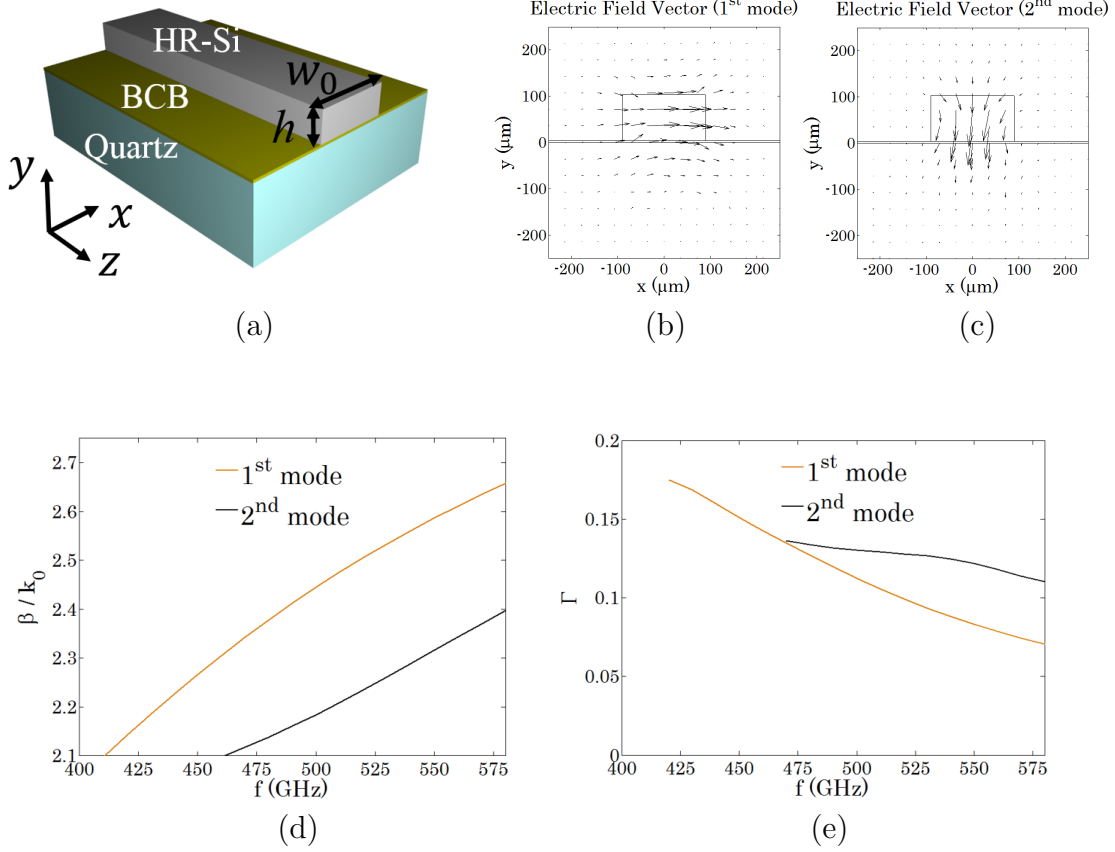 HR-Si
w0
BCB
h
Quartz
y
x
z
(a)
Electric Field Vector (1st mode)
200
100
0
-100
-200
y (μm)
-200 -100 0 100 200
x (μm)
(b)
Electric Field Vector (2nd mode)
200
100
0
-100
-200
y (μm)
-200 -100 0 100 200
x (μm)
(c)
2.7
2.6
2.5
2.4
2.3
2.2
2.1
β / k0
1st mode
2nd mode
400 425 450 475 500 525 550 575
f (GHz)
(d)
0.2
0.15
0.1
0.05
0
Γ
1st mode
2nd mode
400 425 450 475 500 525 550 575
f (GHz)
(e)